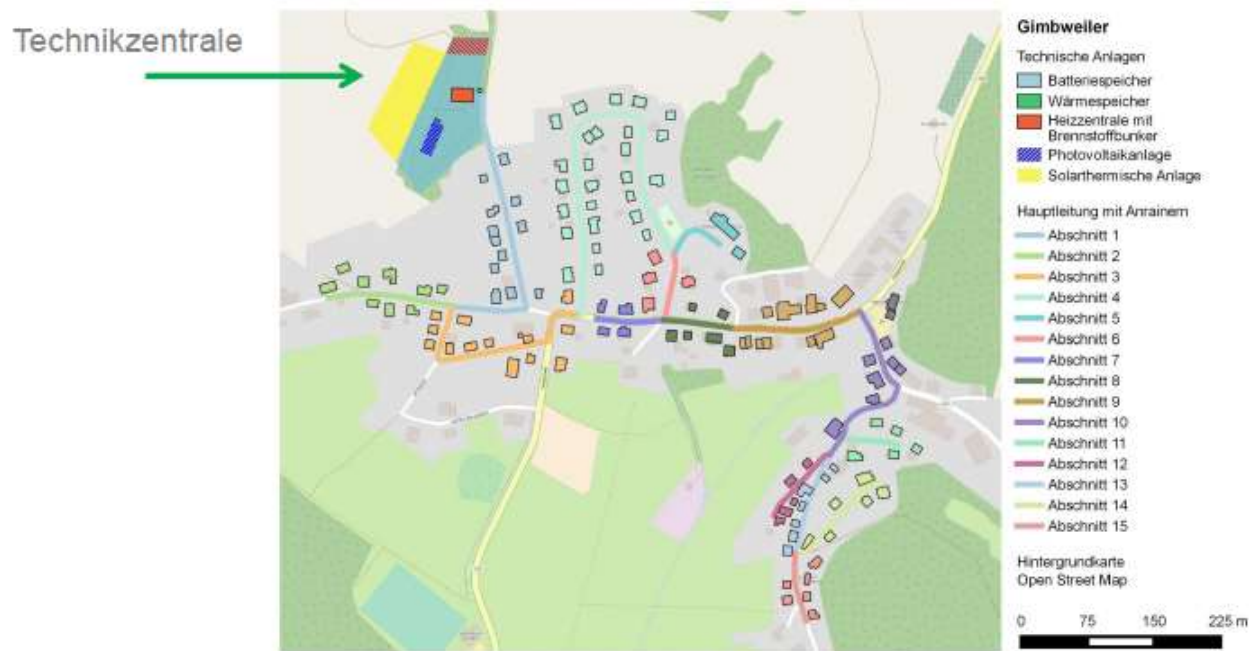 Technikzentrale
Gimbweiler
Technische Anlagen
Batteriespeicher
Wärmespeicher
Heizzentrale mit
Brennstoffbunker
Photovoltaikanlage
Solarthermische Anlage
Hauptleitung mit Anrainern
Abschnitt 1
Abschnitt 2
Abschnitt 3
Abschnitt 4
Abschnitt 5
Abschnitt 6
Abschnitt 7
Abschnitt 8
Abschnitt 9
Abschnitt 10
Abschnitt 11
Abschnitt 12
Abschnitt 13
Abschnitt 14
Abschnitt 15
Hintergrundkarte
Open Street Map
0 75 150 225 m